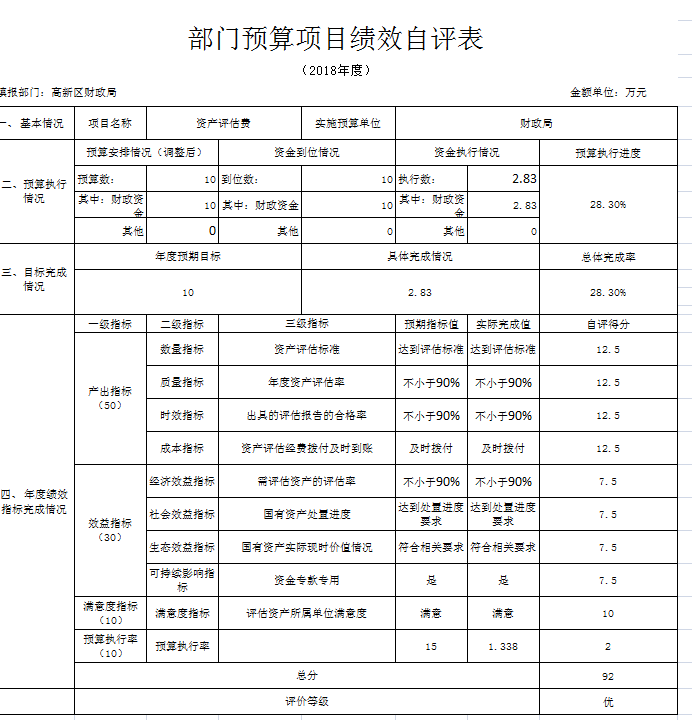 部门预算项目绩效自评表
（2018年度）
填报部门：高新区财政局 金额单位：万元
一、基本情况 项目名称 资产评估费 实施预算单位 财政局
二、预算执行情况 预算安排情况（调整后） 资金到位情况 资金执行情况 预算执行进度
预算数： 10 到位数： 10 执行数： 2.83 28.30%
其中：财政资金 10 其中：财政资金 10 其中：财政资金 2.83
其他 0 其他 0 其他 0
三、目标完成情况 年度预期目标 具体完成情况 总体完成率
10 2.83 28.30%
四、年度绩效指标完成情况 一级指标 二级指标 三级指标 预期指标值 实际完成值 自评得分
产出指标（50） 数量指标 资产评估标准 达到评估标准 达到评估标准 12.5
质量指标 年度资产评估率 不小于90% 不小于90% 12.5
时效指标 出具的评估报告的合格率 不小于90% 不小于90% 12.5
成本指标 资产评估经费拨付及时到账 及时拨付 及时拨付 12.5
效益指标（30） 经济效益指标 需评估资产的评估率 不小于90% 不小于90% 7.5
社会效益指标 国有资产处置进度 达到处置进度要求 达到处置进度要求 7.5
生态效益指标 国有资产实际现时价值情况 符合相关要求 符合相关要求 7.5
可持续影响指标 资金专款专用 是 是 7.5
满意度指标（10） 满意度指标 评估资产所属单位满意度 满意 满意 10
预算执行率（10） 预算执行率 15 1.338 2
总分 92
评价等级 优